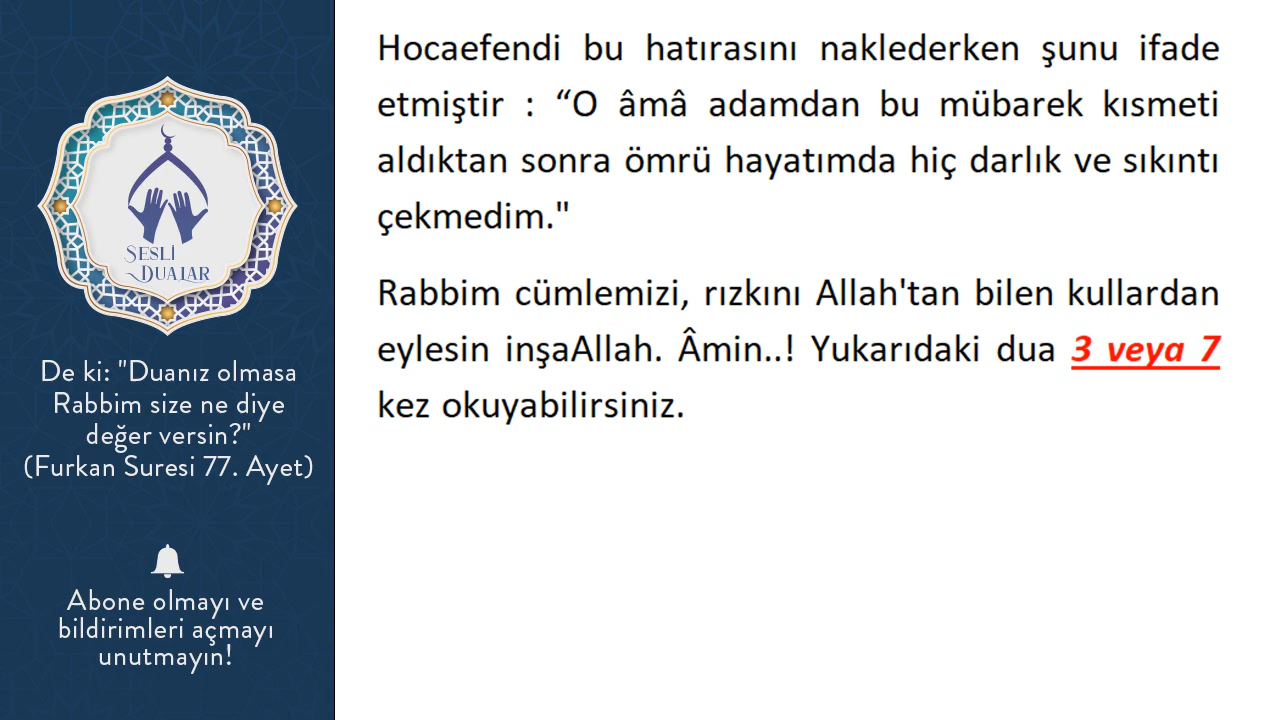 SESLİ
DUALAR
De ki: "Duanız olmasa
Rabbim size ne diye
değer versin?"
(Furkan Suresi 77. Ayet)
Abone olmayı ve
bildirimleri açmayı
unutmayın!
Hocaefendi bu hatırasını naklederken şunu ifade
etmiştir : “O âmâ adamdan bu mübarek kısmeti
aldıktan sonra ömrü hayatımda hiç darlık ve sıkıntı
çekmedim."
Rabbim cümlemizi, rızkını Allah'tan bilen kullardan
eylesin inşaAllah. Âmin..! Yukarıdaki dua 3 veya 7
kez okuyabilirsiniz.